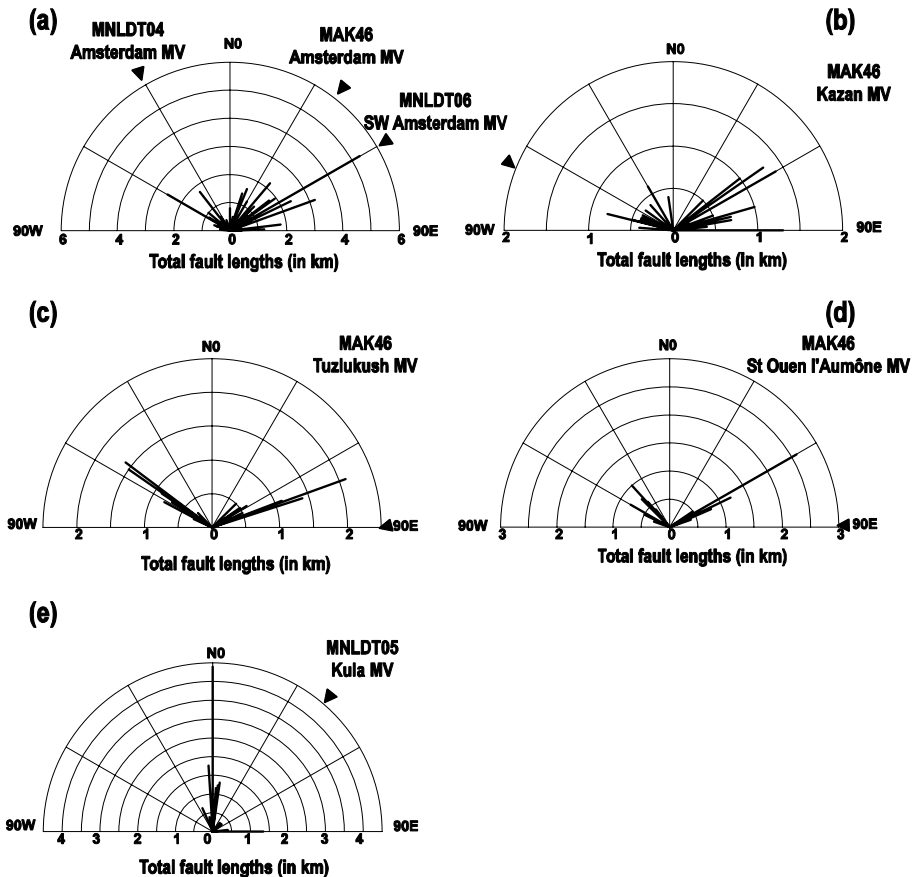 (a)
MNLDT04
Amsterdam MV
N0
MAK46
Amsterdam MV
MNLDT06
SW Amsterdam MV
90W
90E
6 4 2 0 2 4 6
Total fault lengths (in km)
(b)
N0
MAK46
Kazan MV
90W
90E
2 1 0 1 2
Total fault lengths (in km)
(c)
N0
MAK46
Tuzlukush MV
90W
90E
2 1 0 1 2
Total fault lengths (in km)
(d)
N0
MAK46
St Ouen l'Aumône MV
90W
90E
3 2 1 0 1 2 3
Total fault lengths (in km)
(e)
N0
MNLDT05
Kula MV
90W
90E
4 3 2 1 0 1 2 3 4
Total fault lengths (in km)